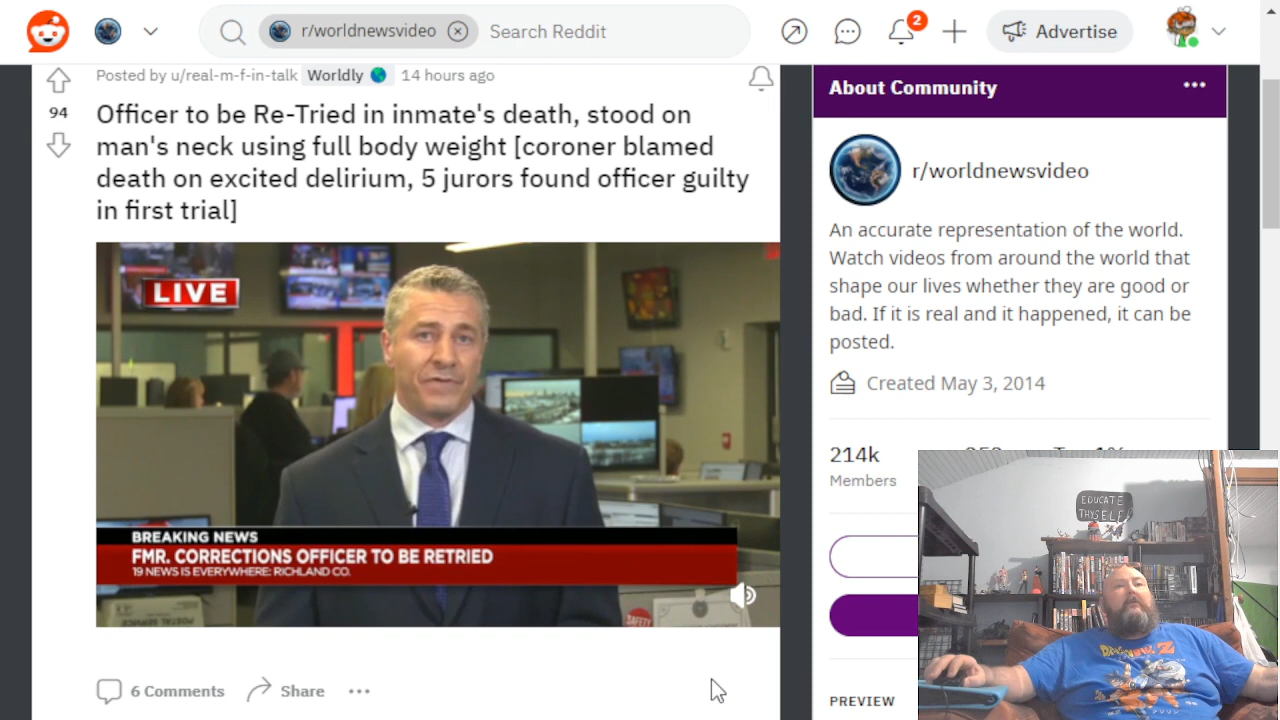 r/worldnewsvideo
Search Reddit
2
Advertise
Posted by u/real-m-f-in-talk Worldly 14 hours ago
94
Officer to be Re-Tried in inmate's death, stood on
man's neck using full body weight [coroner blamed
death on excited delirium, 5 jurors found officer guilty
in first trial]
LIVE
BREAKING NEWS
FMR. CORRECTIONS OFFICER TO BE RETRIED
19 NEWS IS EVERYWHERE: RICHLAND CO.
POSTAL SERVICE
SAFETY
6 Comments
Share
About Community
r/worldnewsvideo
An accurate representation of the world.
Watch videos from around the world that
shape our lives whether they are good or
bad. If it is real and it happened, it can be
posted.
Created May 3, 2014
214k
Members
PREVIEW
EDUCATE
THYSELF
DRAGONBALL Z